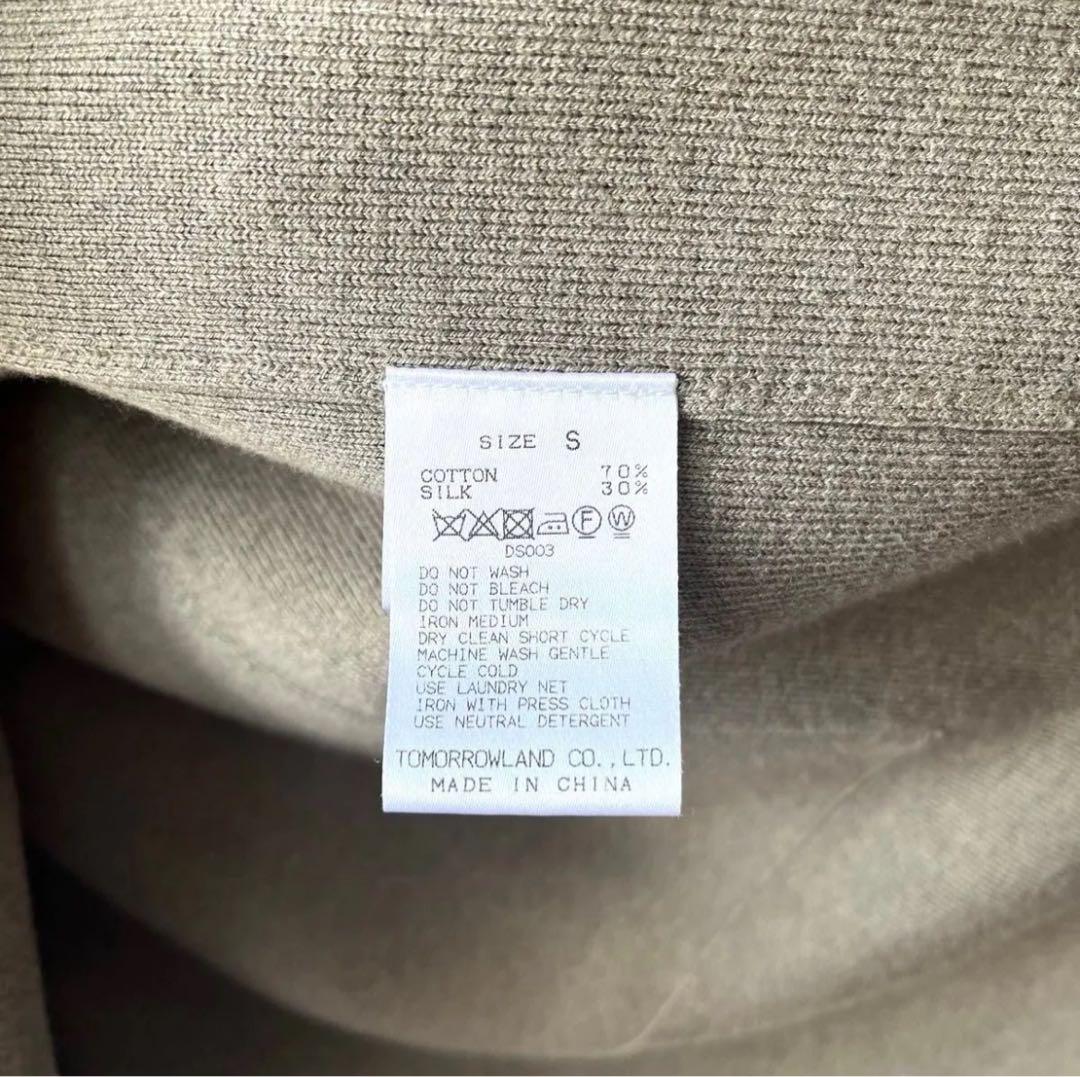 SIZE S
COTTON 70%
SILK 30%
F W
DS003
DO NOT WASH
DO NOT BLEACH
DO NOT TUMBLE DRY
IRON MEDIUM
DRY CLEAN SHORT CYCLE
MACHINE WASH GENTLE
CYCLE COLD
USE LAUNDRY NET
IRON WITH PRESS CLOTH
USE NEUTRAL DETERGENT
TOMORROWLAND CO.,LTD.
MADE IN CHINA